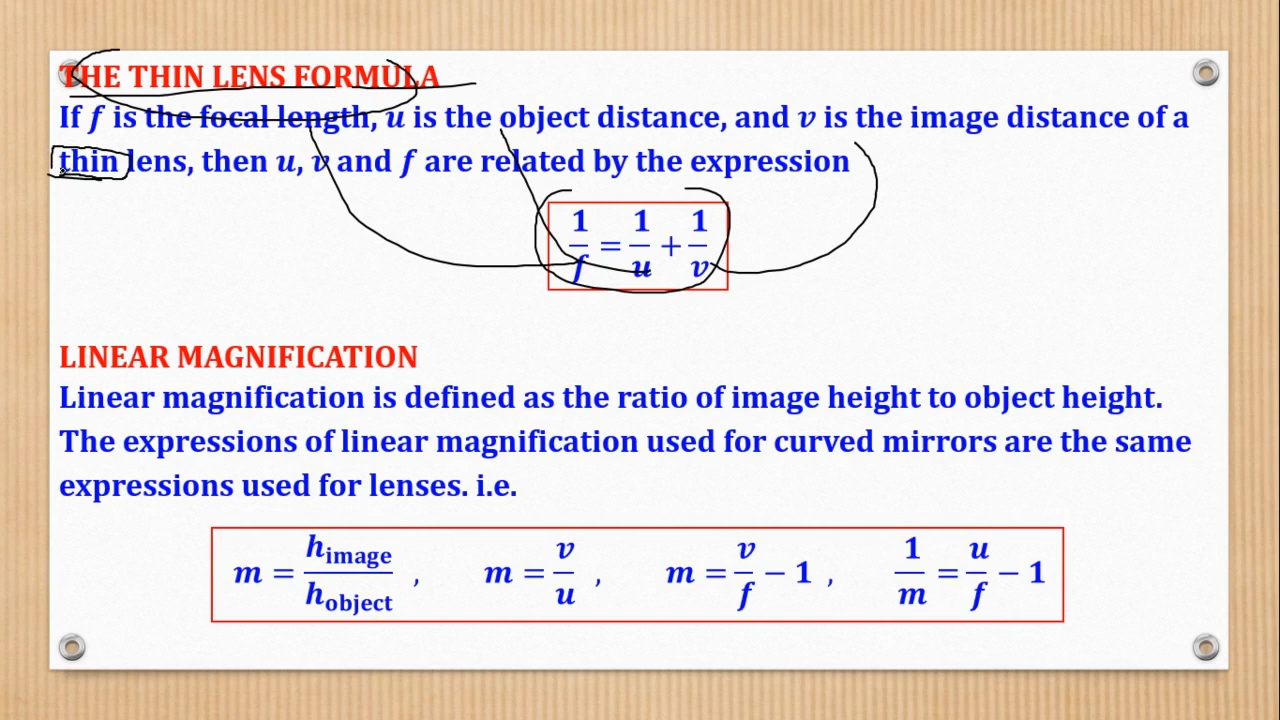 THE THIN LENS FORMULA
If f is the focal length, u is the object distance, and v is the image distance of a
thin lens, then u, v and f are related by the expression
1/f = 1/u + 1/v
LINEAR MAGNIFICATION
Linear magnification is defined as the ratio of image height to object height.
The expressions of linear magnification used for curved mirrors are the same
expressions used for lenses. i.e.
m = h_image/h_object , m = v/u , m = v/f − 1 , 1/m = u/f − 1